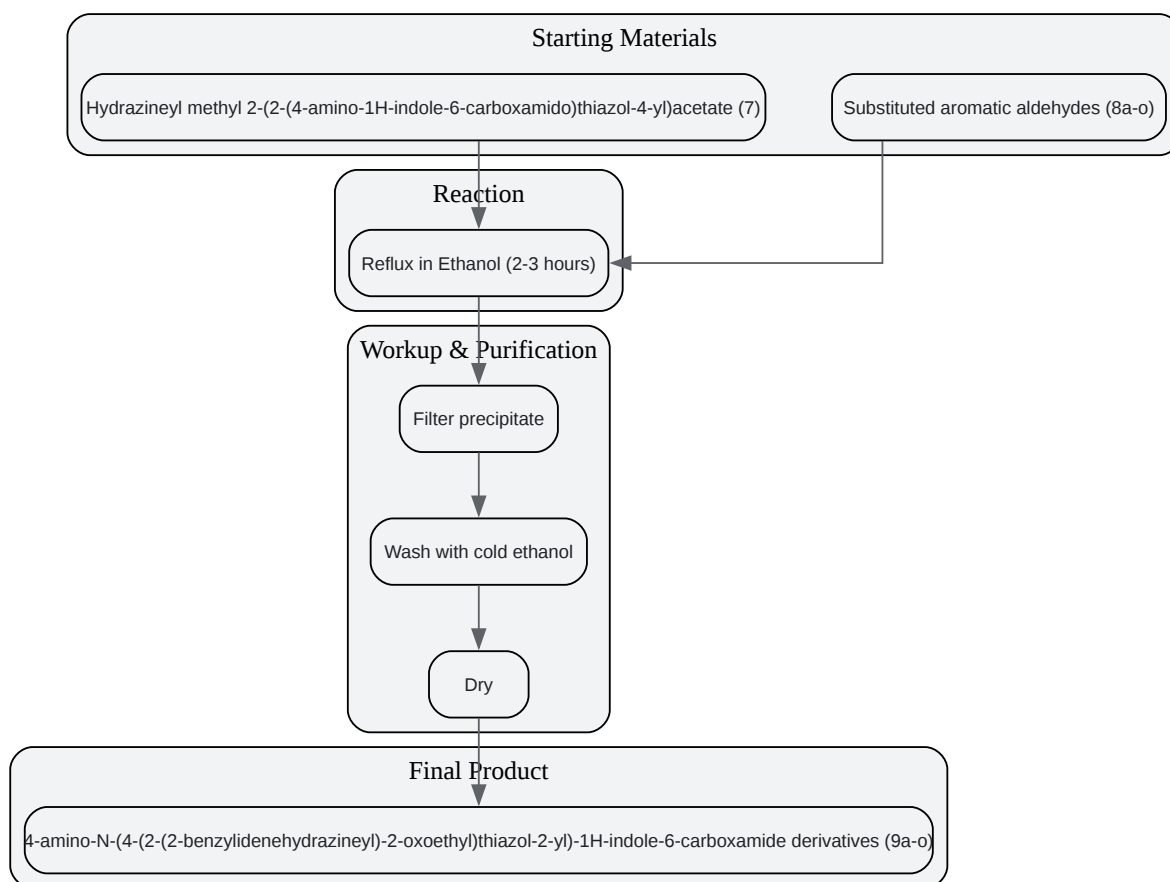 Starting Materials
Hydrazineyl methyl 2-(2-(4-amino-1H-indole-6-carboxamido)thiazol-4-yl)acetate (7)
Substituted aromatic aldehydes (8a-o)
Reaction
Reflux in Ethanol (2-3 hours)
Workup & Purification
Filter precipitate
Wash with cold ethanol
Dry
Final Product
4-amino-N-(4-(2-(2-benzylidenehydrazineyl)-2-oxoethyl)thiazol-2-yl)-1H-indole-6-carboxamide derivatives (9a-o)